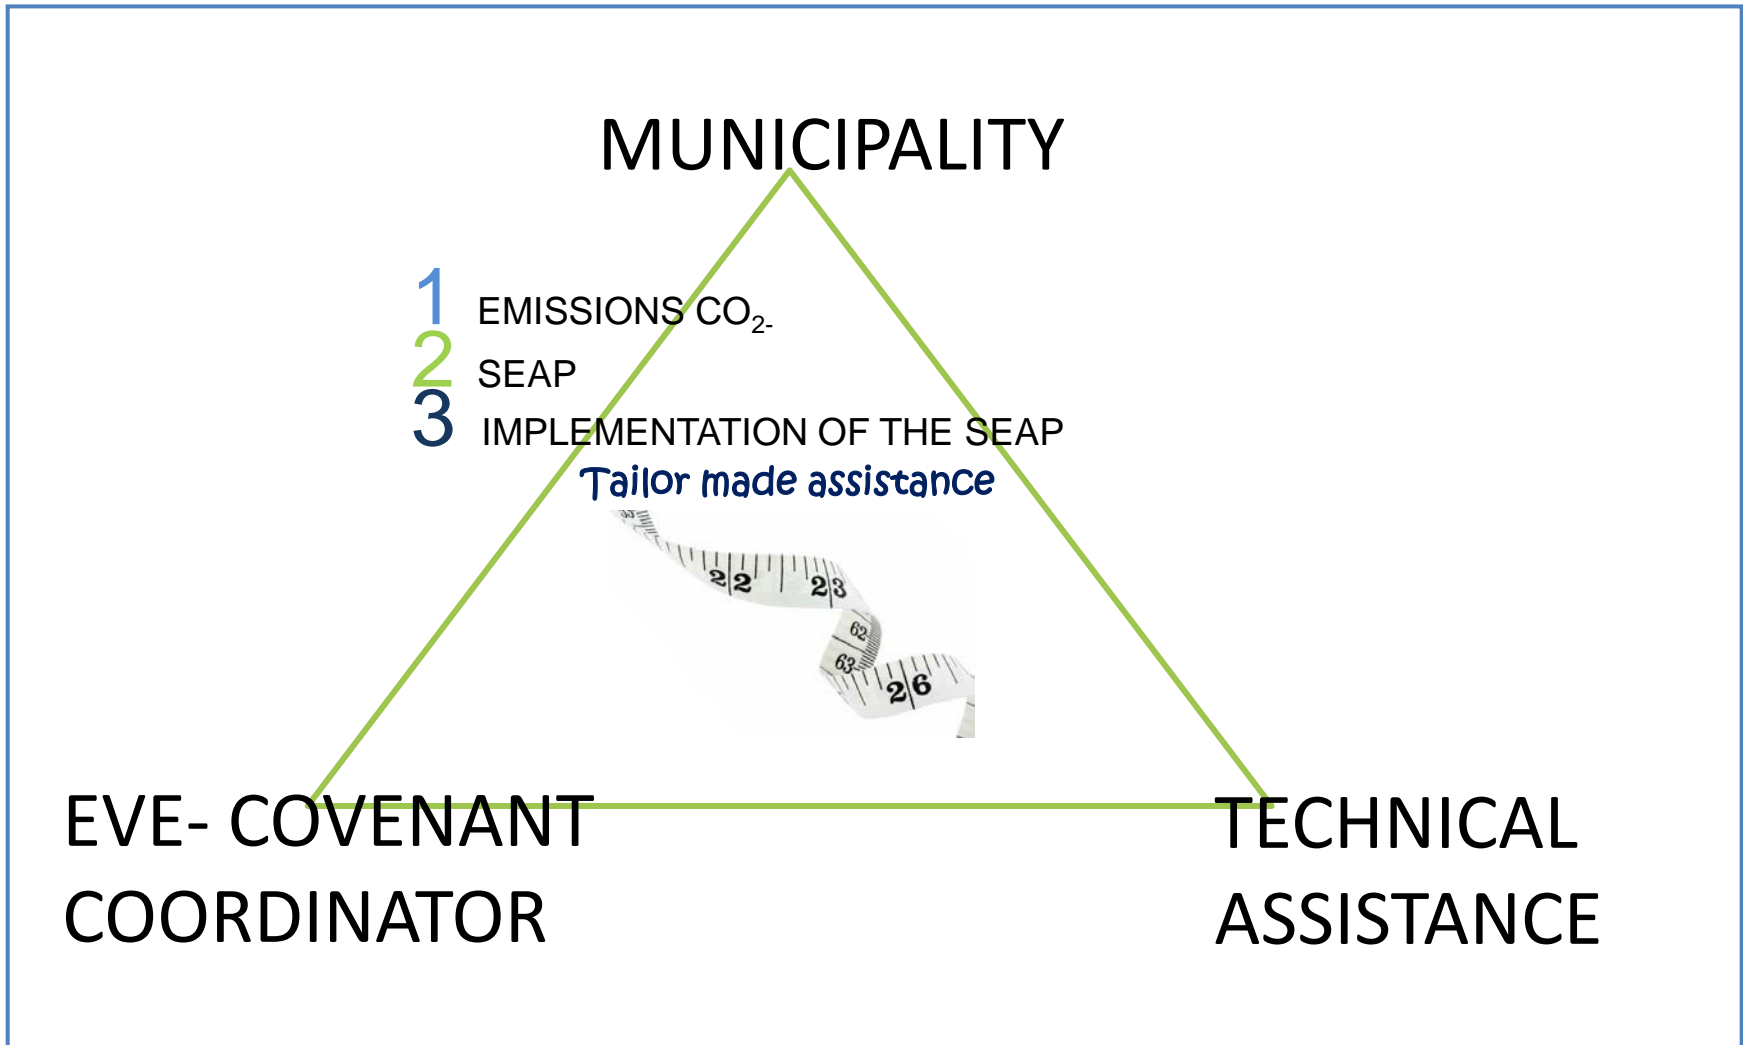 MUNICIPALITY
1 EMISSIONS CO₂-
2 SEAP
3 IMPLEMENTATION OF THE SEAP
Tailor made assistance
22 23
62
63
26
EVE- COVENANT
COORDINATOR
TECHNICAL
ASSISTANCE